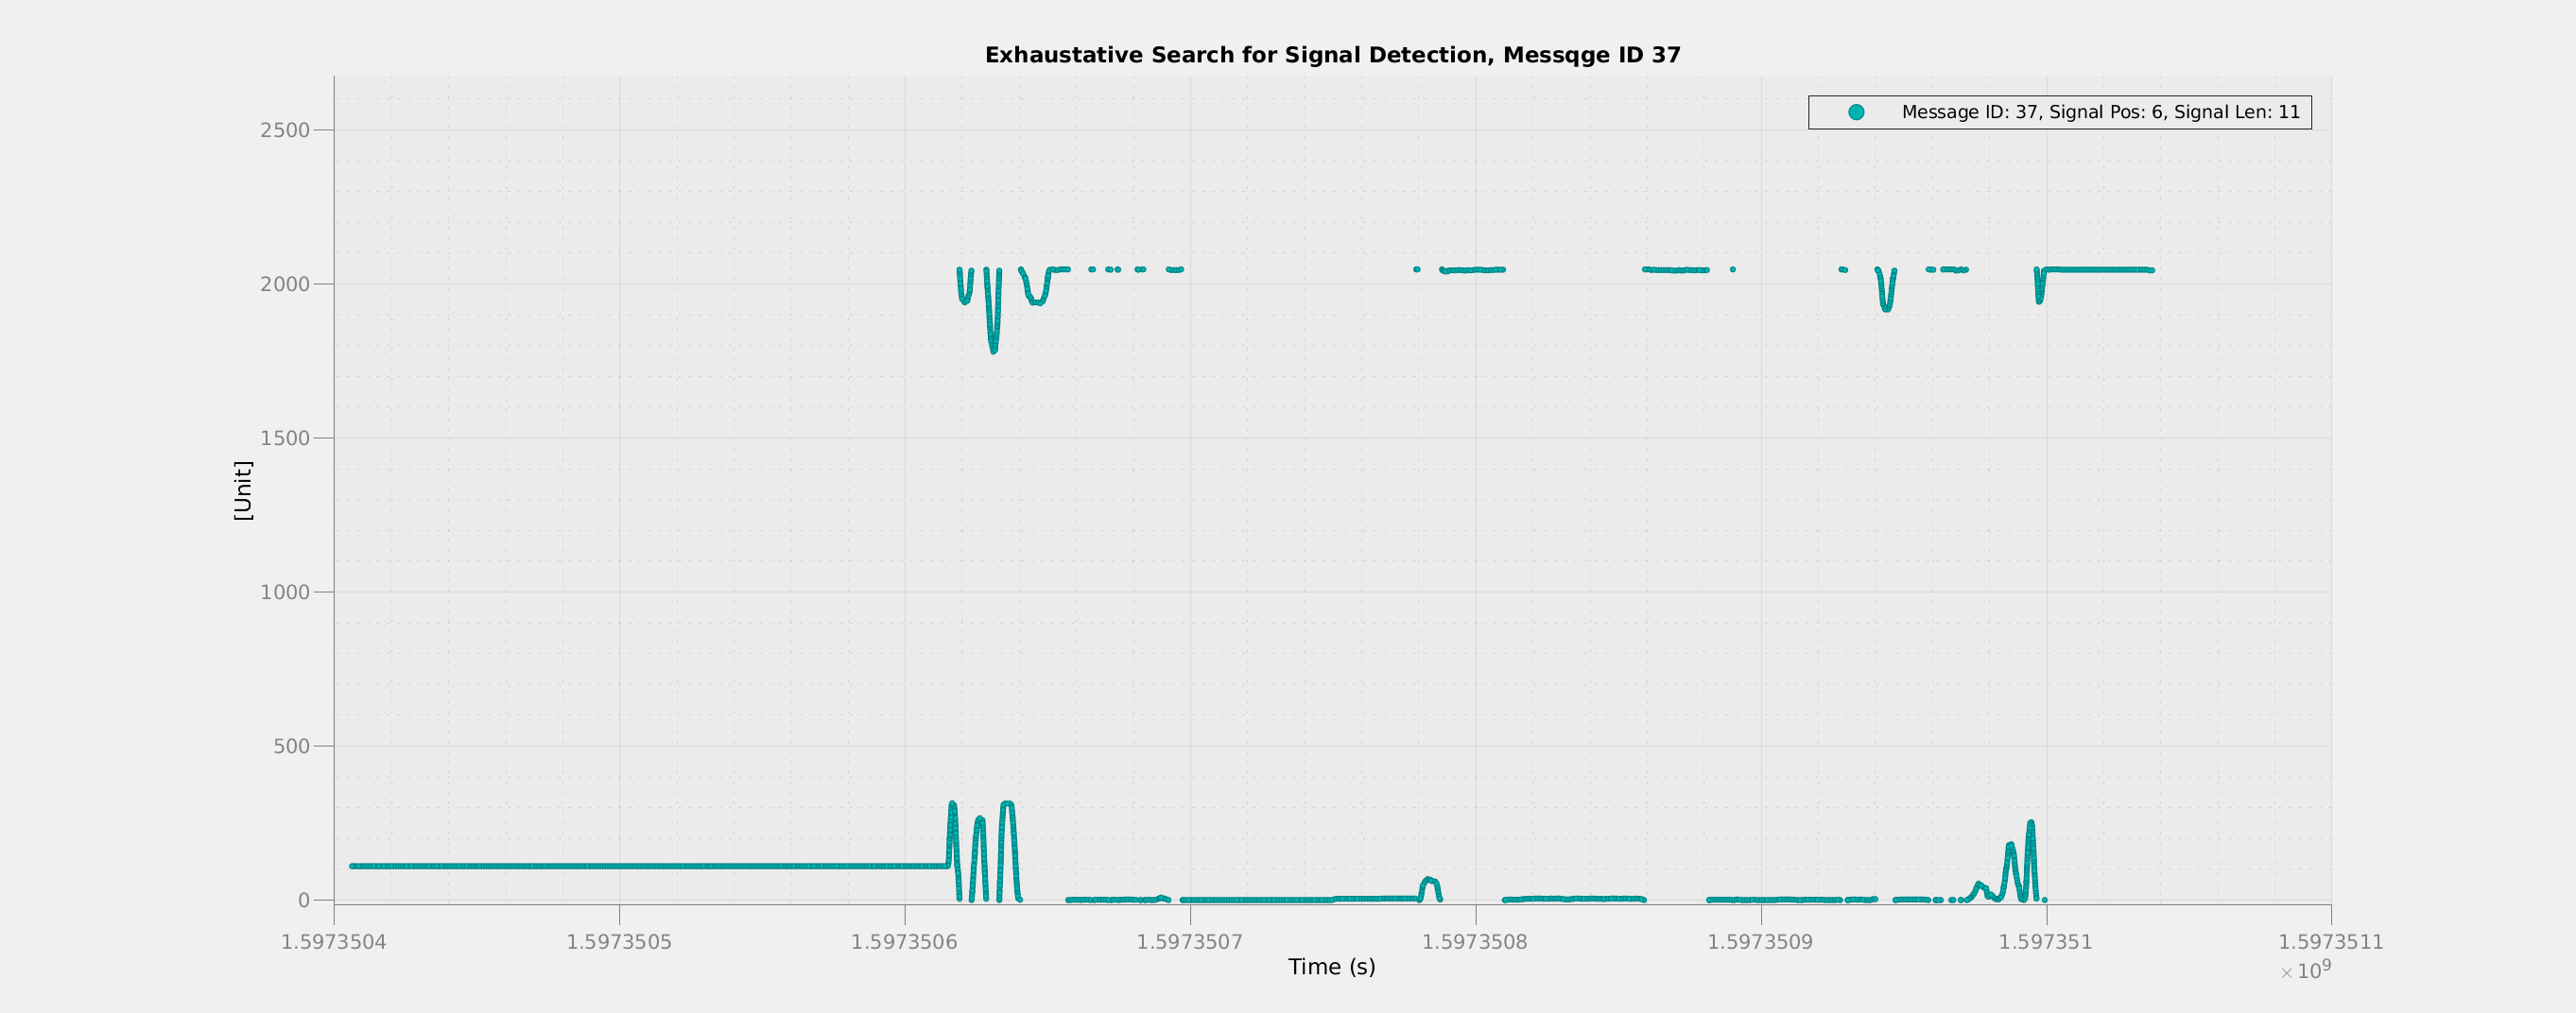 Exhaustative Search for Signal Detection, Messqge ID 37
Message ID: 37, Signal Pos: 6, Signal Len: 11
2500
2000
1500
1000
500
0
[Unit]
1.5973504 1.5973505 1.5973506 1.5973507 1.5973508 1.5973509 1.597351 1.5973511
Time (s)
× 10⁹